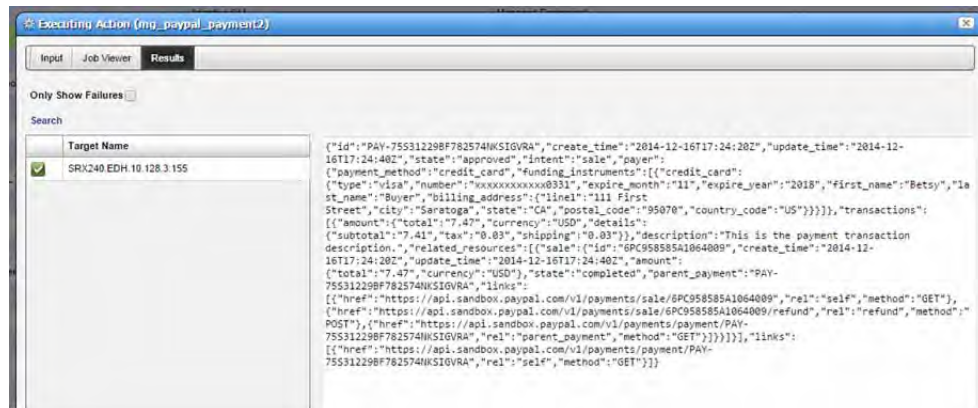 Executing Action (mg_paypal_payment2)
Input Job Viewer Results
Only Show Failures
Search
Target Name
SRX240.EDH.10.128.3.155
{"id":"PAY-75S31229BF782574NKSIGVRA","create_time":"2014-12-16T17:24:20Z","update_time":"2014-12-
16T17:24:40Z","state":"approved","intent":"sale","payer":
{"payment_method":"credit_card","funding_instruments":[{"credit_card":
{"type":"visa","number":"xxxxxxxxxxxx0331","expire_month":"11","expire_year":"2018","first_name":"Betsy","la
st_name":"Buyer","billing_address":{"line1":"111 First
Street","city":"Saratoga","state":"CA","postal_code":"95070","country_code":"US"}}}]},"transactions":
[{"amount":{"total":"7.47","currency":"USD","details":
{"subtotal":"7.41","tax":"0.03","shipping":"0.03"}},"description":"This is the payment transaction
description.","related_resources":[{"sale":{"id":"6PC958585A1064009","create_time":"2014-12-
16T17:24:20Z","update_time":"2014-12-16T17:24:40Z","amount":
{"total":"7.47","currency":"USD"},"state":"completed","parent_payment":"PAY-
75S31229BF782574NKSIGVRA","links":
[{"href":"https://api.sandbox.paypal.com/v1/payments/sale/6PC958585A1064009","rel":"self","method":"GET"},
{"href":"https://api.sandbox.paypal.com/v1/payments/sale/6PC958585A1064009/refund","rel":"refund","method":"
POST"},{"href":"https://api.sandbox.paypal.com/v1/payments/payment/PAY-
75S31229BF782574NKSIGVRA","rel":"parent_payment","method":"GET"}]}}]}],"links":
[{"href":"https://api.sandbox.paypal.com/v1/payments/payment/PAY-
75S31229BF782574NKSIGVRA","rel":"self","method":"GET"}]}